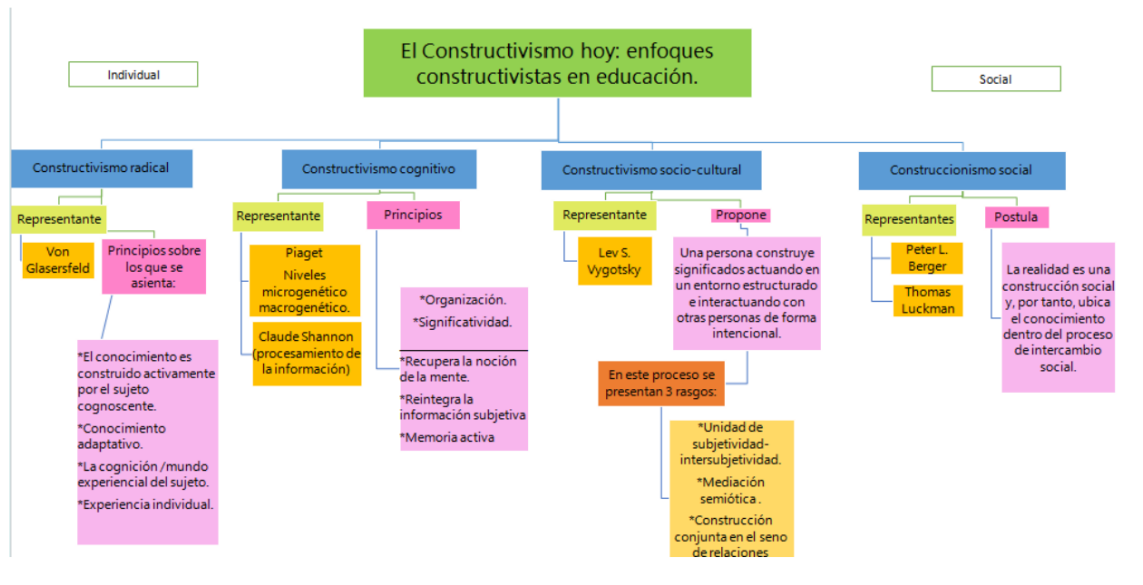 El Constructivismo hoy: enfoques
constructivistas en educación.
Individual
Social
Constructivismo radical
Representante
Von
Glasersfeld
Principios sobre
los que se
asienta:
*El conocimiento es
construido activamente
por el sujeto
cognoscente.
*Conocimiento
adaptativo.
*La cognición /mundo
experiencial del sujeto.
*Experiencia individual.
Constructivismo cognitivo
Representante
Piaget
Niveles
microgenético
macrogenético.
Claude Shannon
(procesamiento de
la información)
Principios
*Organización.
*Significatividad.
*Recupera la noción
de la mente.
*Reintegra la
información subjetiva
*Memoria activa
Constructivismo socio-cultural
Representante
Lev S.
Vygotsky
Propone
Una persona construye
significados actuando en
un entorno estructurado
e interactuando con
otras personas de forma
intencional.
En este proceso se
presentan 3 rasgos:
*Unidad de
subjetividad-
intersubjetividad.
*Mediación
semiótica.
*Construcción
conjunta en el seno
de relaciones
Construccionismo social
Representantes
Peter L.
Berger
Thomas
Luckman
Postula
La realidad es una
construcción social
y, por tanto, ubica
el conocimiento
dentro del proceso
de intercambio
social.